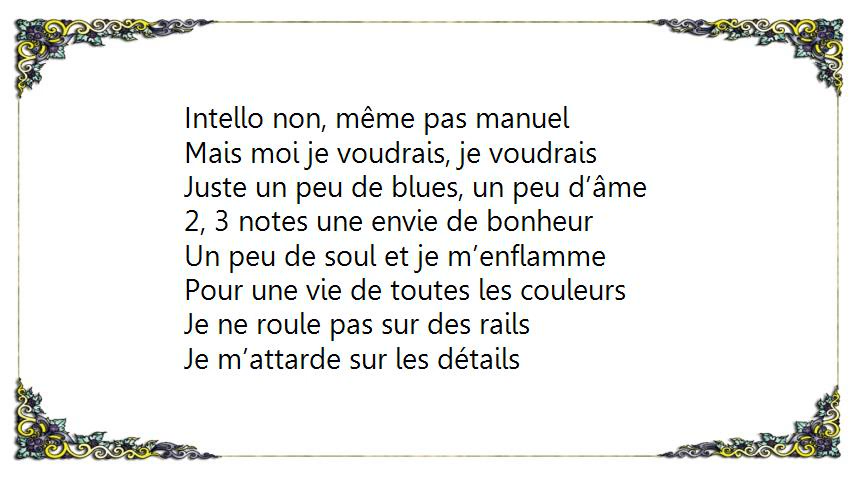 Intello non, même pas manuel
Mais moi je voudrais, je voudrais
Juste un peu de blues, un peu d’âme
2, 3 notes une envie de bonheur
Un peu de soul et je m’enflamme
Pour une vie de toutes les couleurs
Je ne roule pas sur des rails
Je m’attarde sur les détails